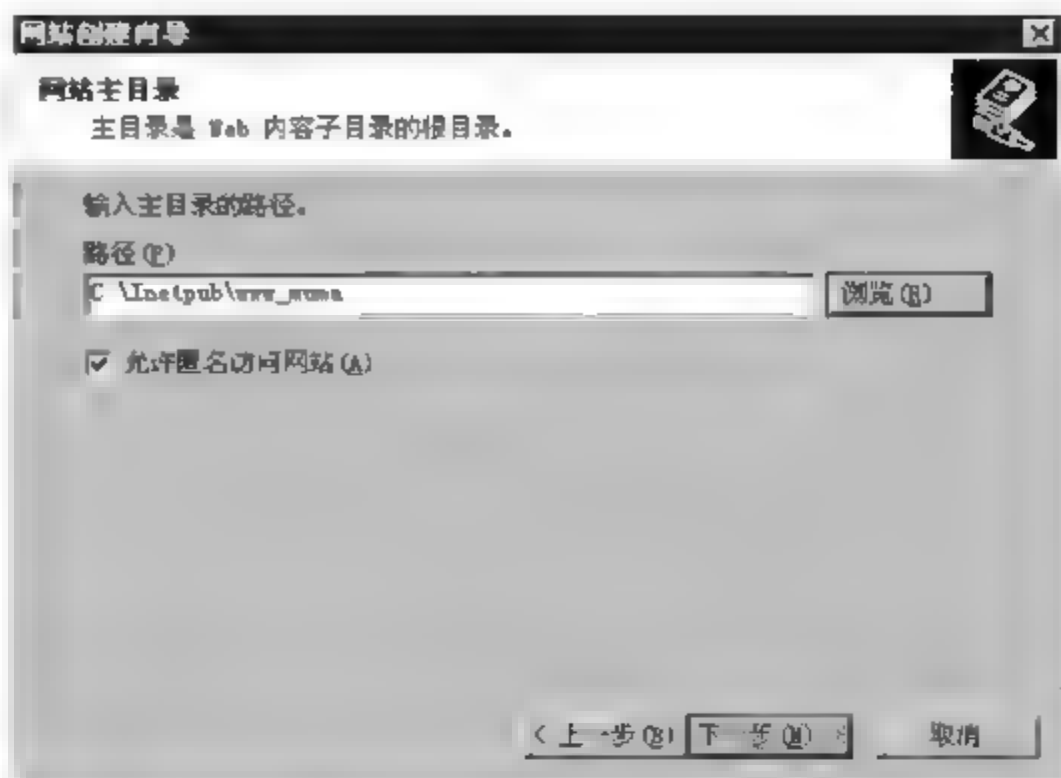 网站创建向导
网站主目录
主目录是 Web 内容子目录的根目录。
输入主目录的路径。
路径(P)
C \Inetpub\www_muma
浏览(R)
允许匿名访问网站(A)
< 上一步(B) 下一步(N) > 取消